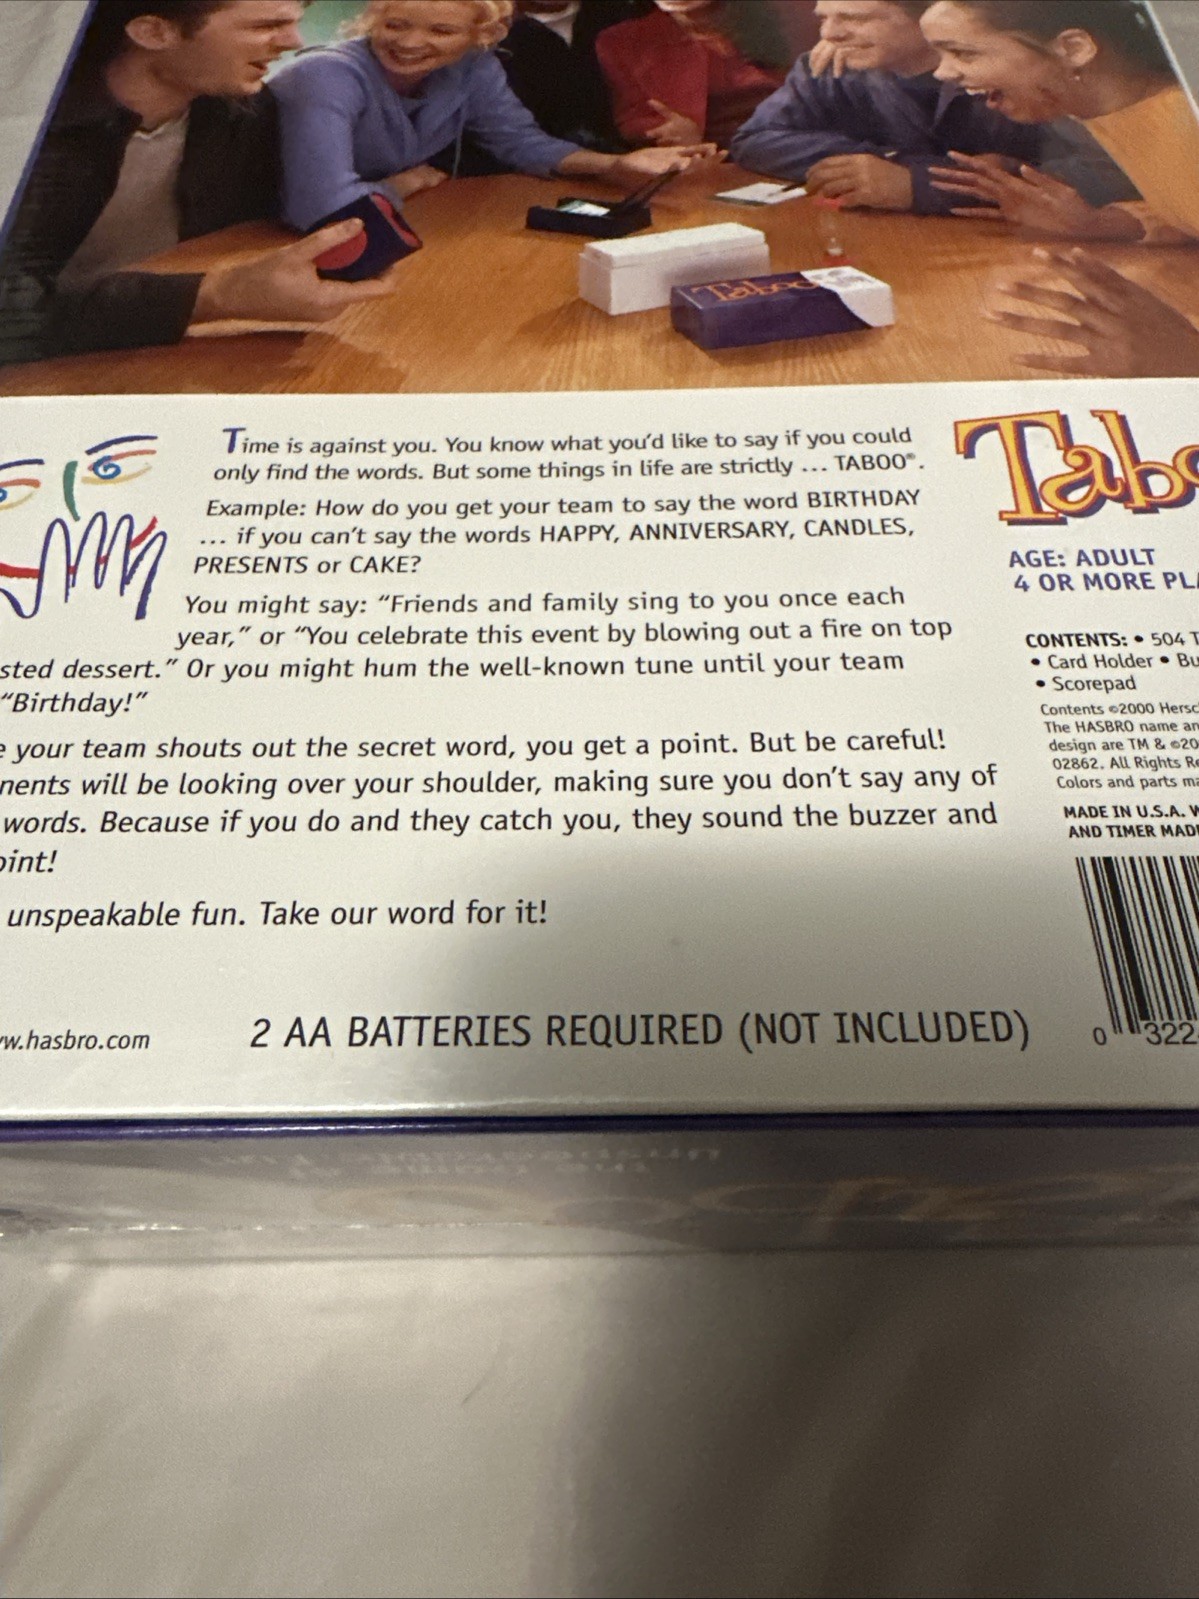 Taboo
Time is against you. You know what you'd like to say if you could
only find the words. But some things in life are strictly ... TABOO®.
Example: How do you get your team to say the word BIRTHDAY
... if you can't say the words HAPPY, ANNIVERSARY, CANDLES,
PRESENTS or CAKE?
You might say: "Friends and family sing to you once each
year," or "You celebrate this event by blowing out a fire on top
sted dessert." Or you might hum the well-known tune until your team
"Birthday!"
e your team shouts out the secret word, you get a point. But be careful!
nents will be looking over your shoulder, making sure you don't say any of
words. Because if you do and they catch you, they sound the buzzer and
oint!
unspeakable fun. Take our word for it!
w.hasbro.com
2 AA BATTERIES REQUIRED (NOT INCLUDED)
Tabo
AGE: ADULT
4 OR MORE PLA
CONTENTS: • 504 T
• Card Holder • Bu
• Scorepad
Contents ©2000 Hersc
The HASBRO name an
design are TM & ©20
02862. All Rights Re
Colors and parts ma
MADE IN U.S.A. W
AND TIMER MADE
0 322